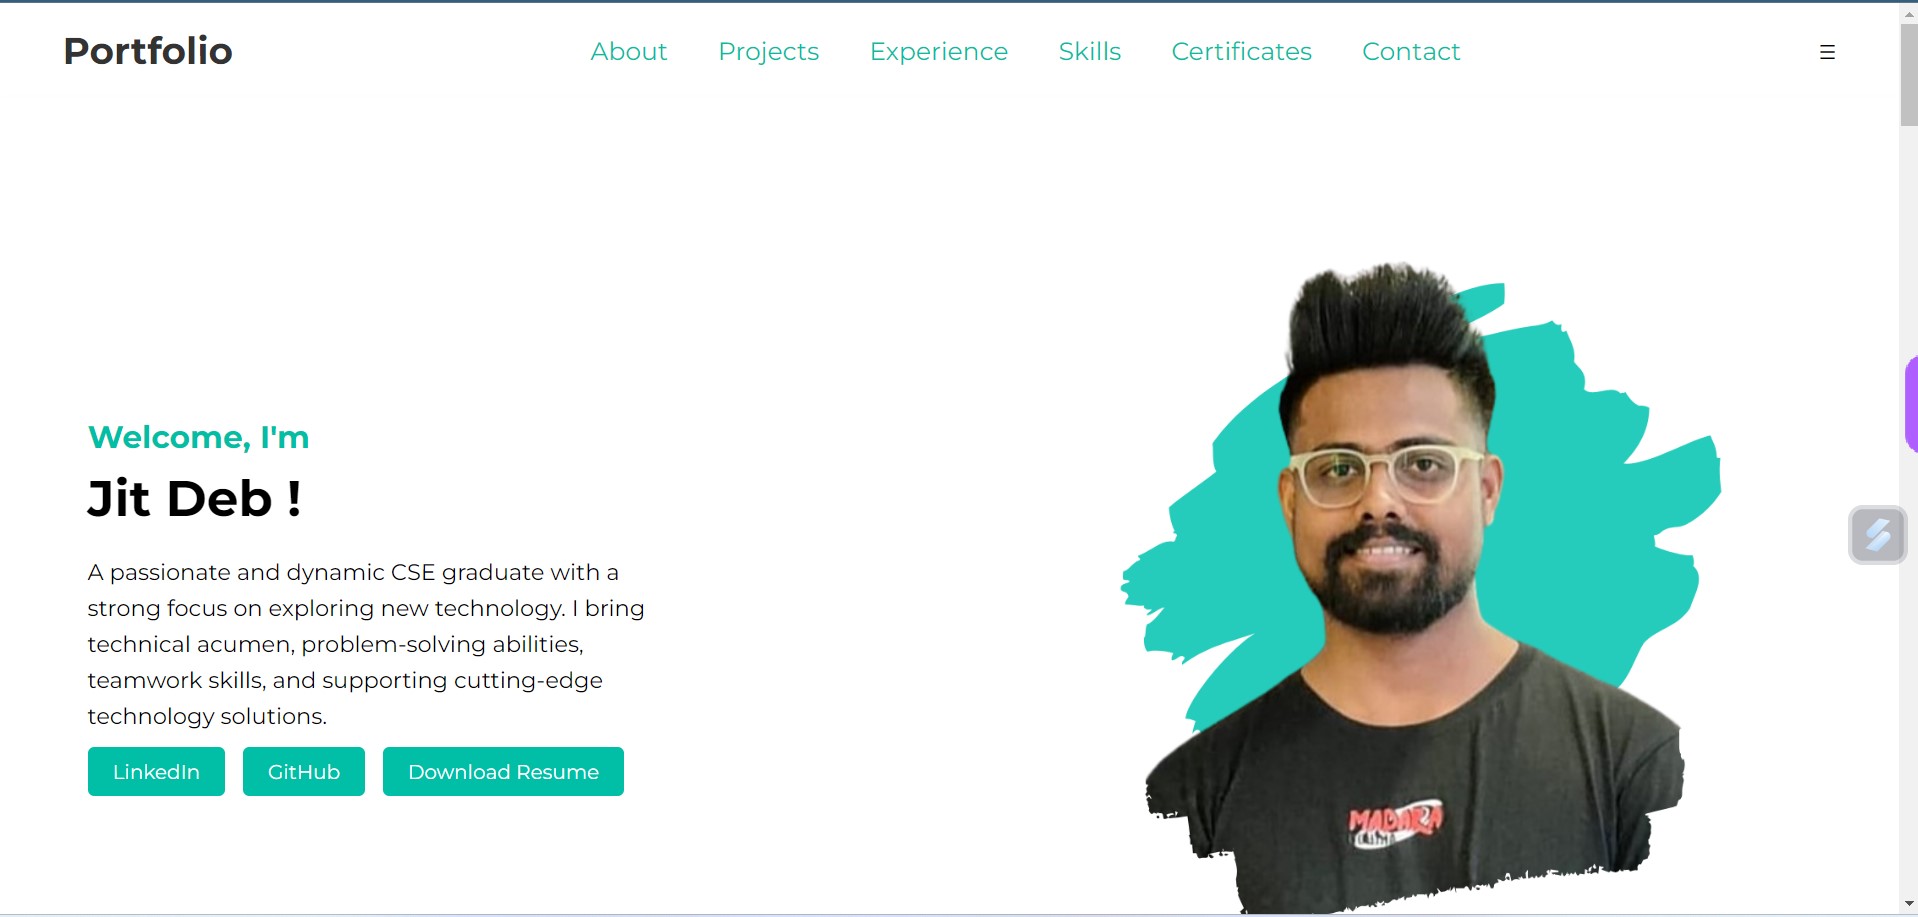 Portfolio
About
Projects
Experience
Skills
Certificates
Contact
Welcome, I'm
Jit Deb !
A passionate and dynamic CSE graduate with a
strong focus on exploring new technology. I bring
technical acumen, problem-solving abilities,
teamwork skills, and supporting cutting-edge
technology solutions.
LinkedIn
GitHub
Download Resume
MADARA